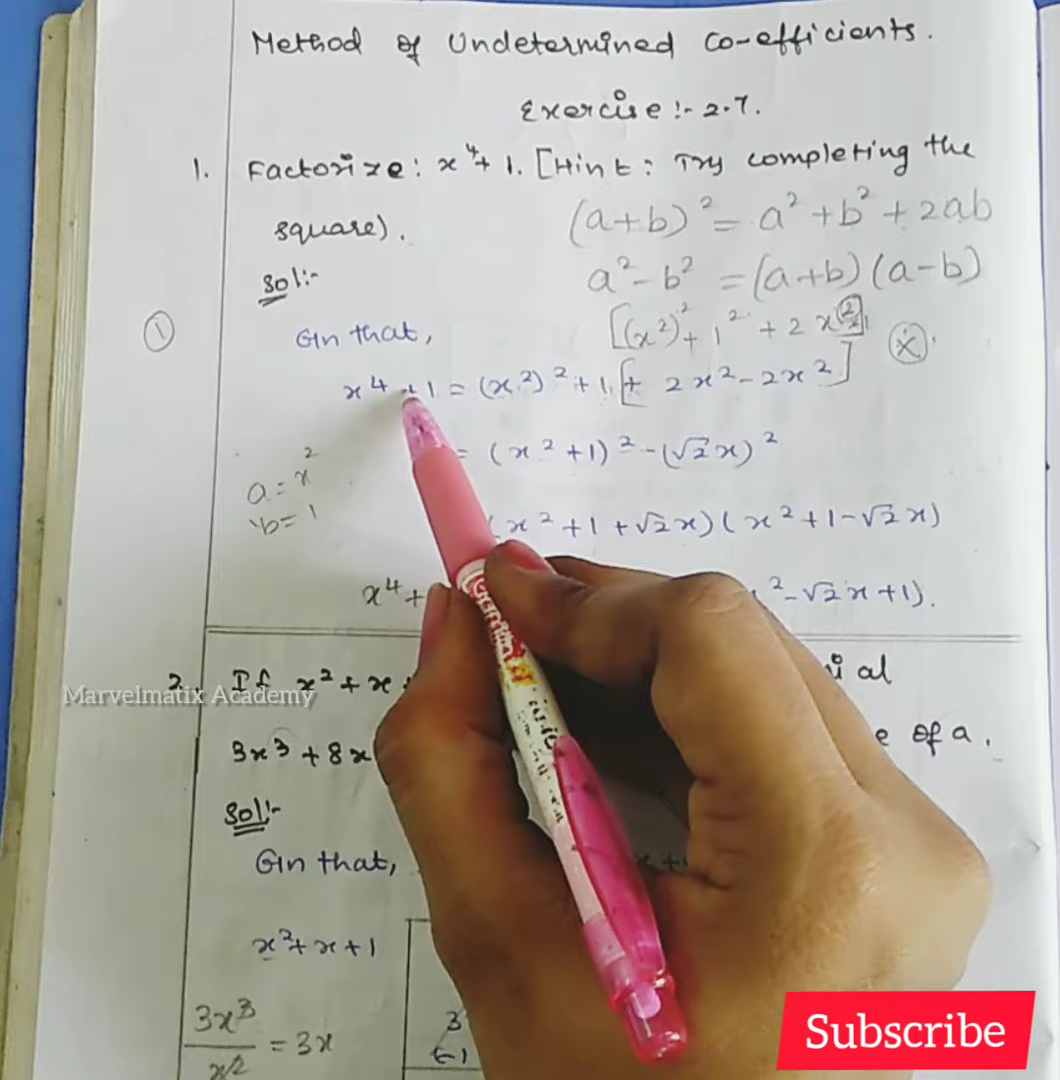 Method of Undetermined Co-efficients.
Exercise :- 2.7.
1. Factorize : x⁴+ 1. [Hint : Try completing the
square).
(a+b)² = a² + b² + 2ab
Sol:-
a² - b² = (a+b) (a-b)
①
Gn that,
[(x²)² + 1² + 2x²
x⁴ + 1 = (x²)² + 1 [+ 2x² - 2x²]
= (x² + 1)² - (√2x)²
a = x²
b = 1
(x² + 1 + √2x) (x² + 1 - √2x)
x⁴+ ² - √2x + 1).
2. If x² + x
Marvelmatix Academy
3x³ + 8x e of a.
Sol:-
Gn that,
x² + x + 1
3x³/x² = 3x
3
Subscribe